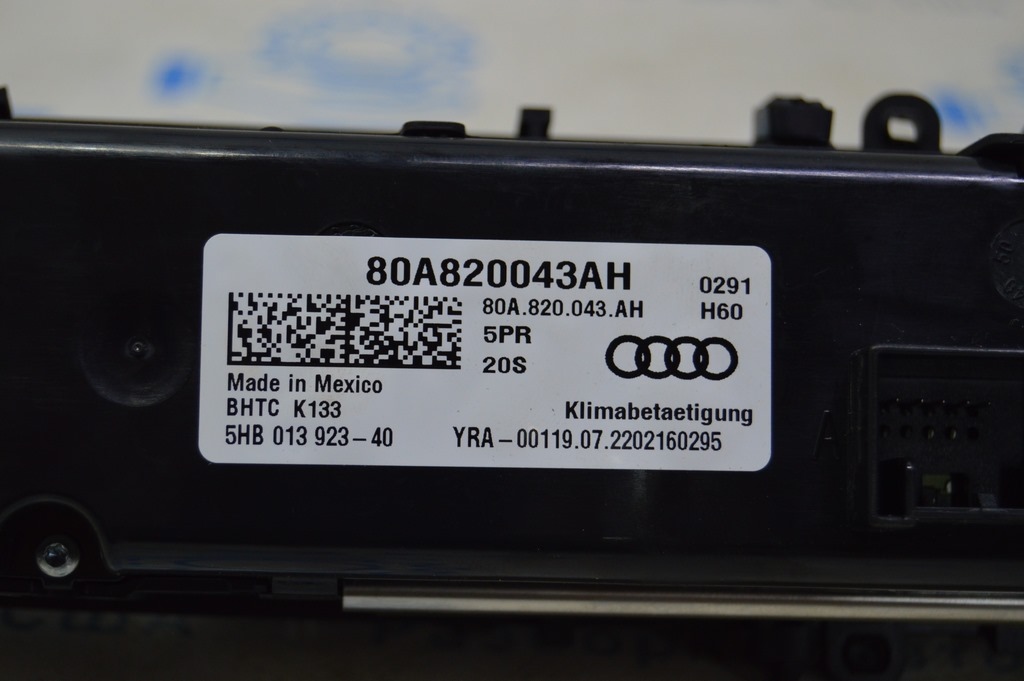 80A820043AH
0291
80A.820.043.AH
H60
5PR
20S
Made in Mexico
BHTC K133
Klimabetaetigung
5HB 013 923-40
YRA-00119.07.2202160295
A